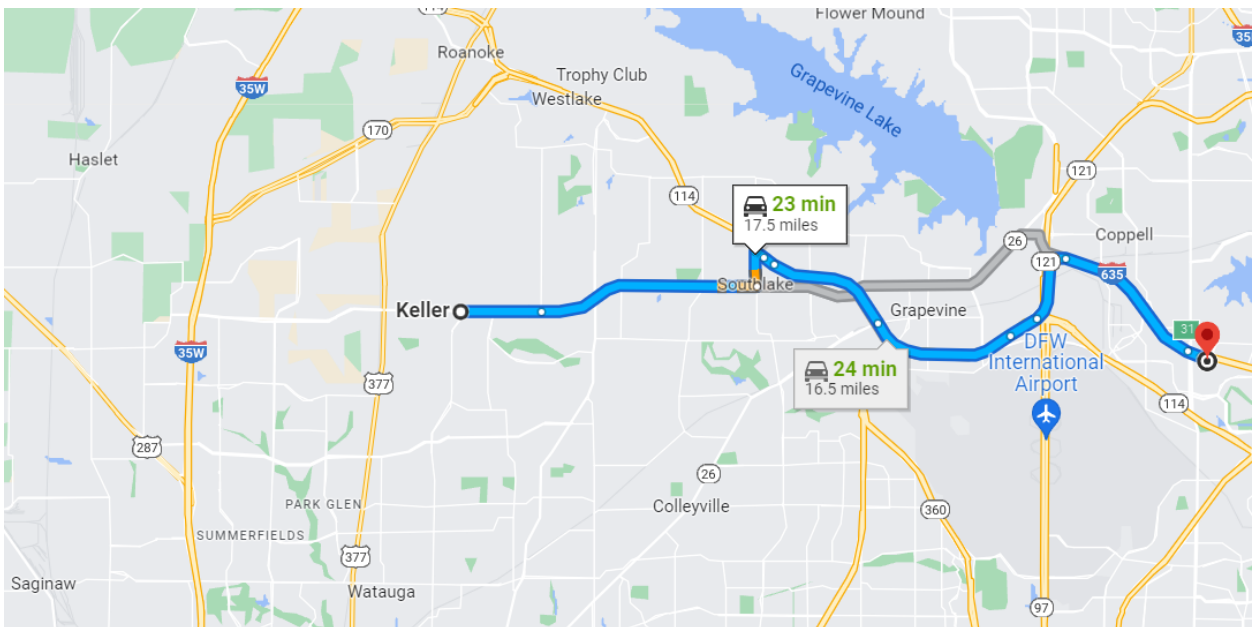 114
Flower Mound
35
Roanoke
Trophy Club
35W
Westlake
Grapevine Lake
170
Haslet
121
114
23 min
17.5 miles
26
Coppell
121
635
Southlake
Keller
Grapevine
31
35W
DFW
International
Airport
24 min
16.5 miles
377
114
287
26
Colleyville
PARK GLEN
360
SUMMERFIELDS
377
Saginaw
Watauga
97